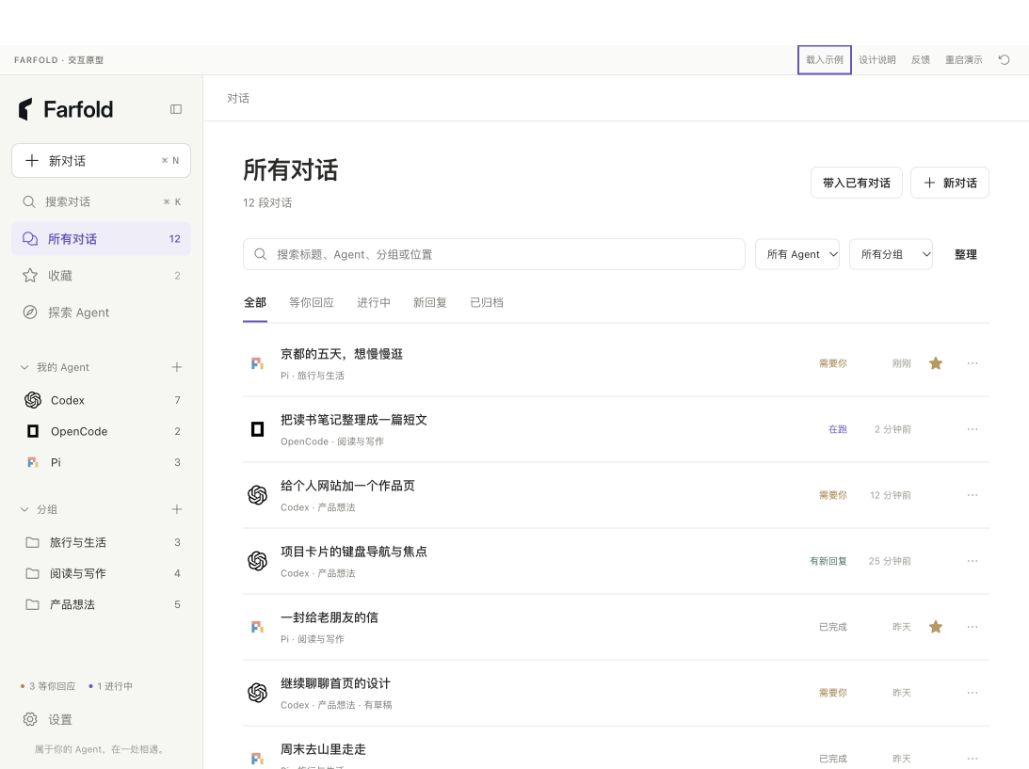 FARFOLD · 交互原型
载入示例 设计说明 反馈 重启演示
Farfold
新对话 ⌘ N
搜索对话 ⌘ K
所有对话 12
收藏 2
探索 Agent
我的 Agent
Codex 7
OpenCode 2
Pi 3
分组
旅行与生活 3
阅读与写作 4
产品想法 5
3 等你回应 1 进行中
设置
属于你的 Agent，在一处相遇。
对话
所有对话
12 段对话
带入已有对话 新对话
搜索标题、Agent、分组或位置 所有 Agent 所有分组 整理
全部 等你回应 进行中 新回复 已归档
京都的五天，想慢慢逛
Pi · 旅行与生活
需要你 刚刚
把读书笔记整理成一篇短文
OpenCode · 阅读与写作
在跑 2 分钟前
给个人网站加一个作品页
Codex · 产品想法
需要你 12 分钟前
项目卡片的键盘导航与焦点
Codex · 产品想法
有新回复 25 分钟前
一封给老朋友的信
Pi · 阅读与写作
已完成 昨天
继续聊聊首页的设计
Codex · 产品想法 · 有草稿
需要你 昨天
周末去山里走走
Pi · 旅行与生活
已完成 昨天